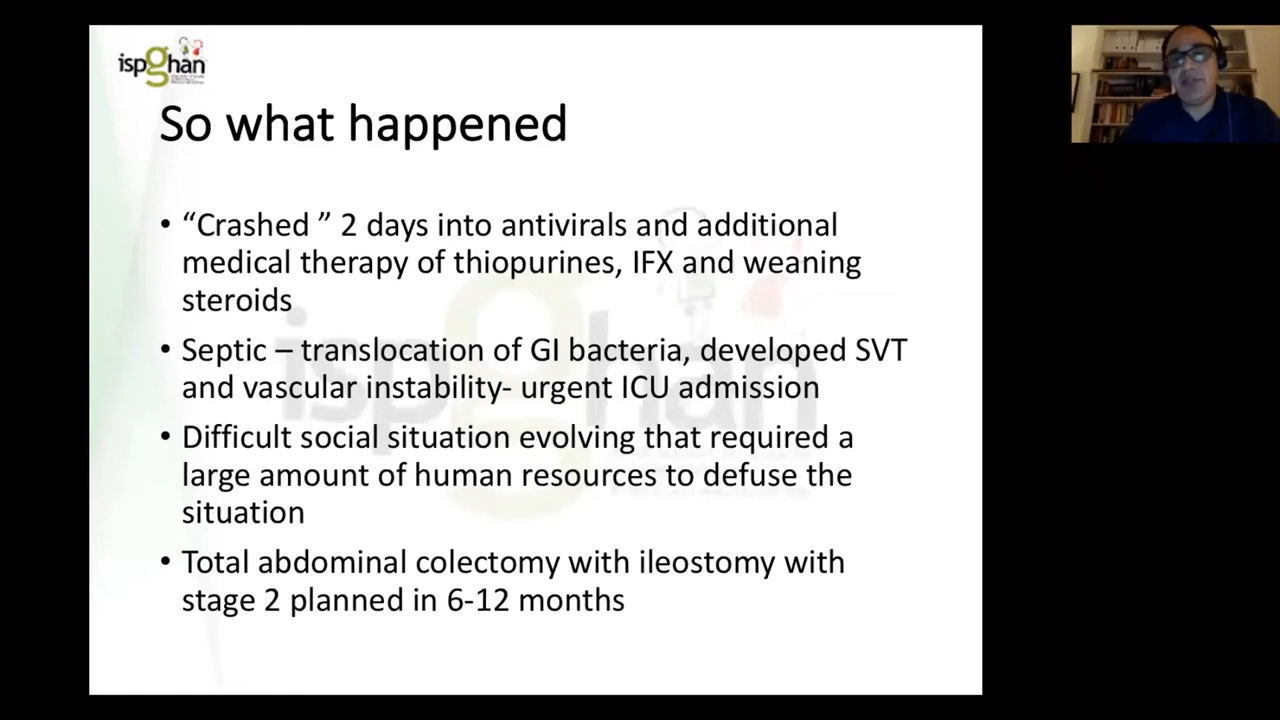 ispghan
So what happened
• “Crashed ” 2 days into antivirals and additional
medical therapy of thiopurines, IFX and weaning
steroids
• Septic – translocation of GI bacteria, developed SVT
and vascular instability- urgent ICU admission
• Difficult social situation evolving that required a
large amount of human resources to defuse the
situation
• Total abdominal colectomy with ileostomy with
stage 2 planned in 6-12 months
ispghan